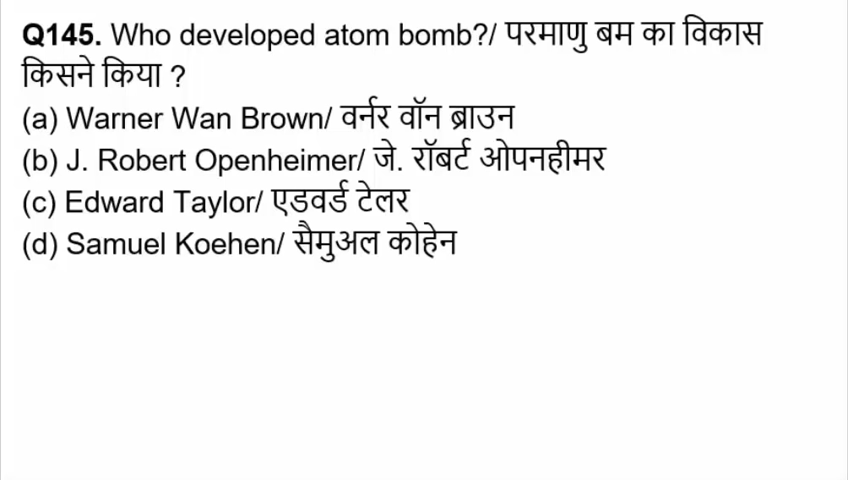 Q145. Who developed atom bomb?/ परमाणु बम का विकास
किसने किया ?
(a) Warner Wan Brown/ वर्नर वॉन ब्राउन
(b) J. Robert Openheimer/ जे. रॉबर्ट ओपनहीमर
(c) Edward Taylor/ एडवर्ड टेलर
(d) Samuel Koehen/ सैमुअल कोहेन